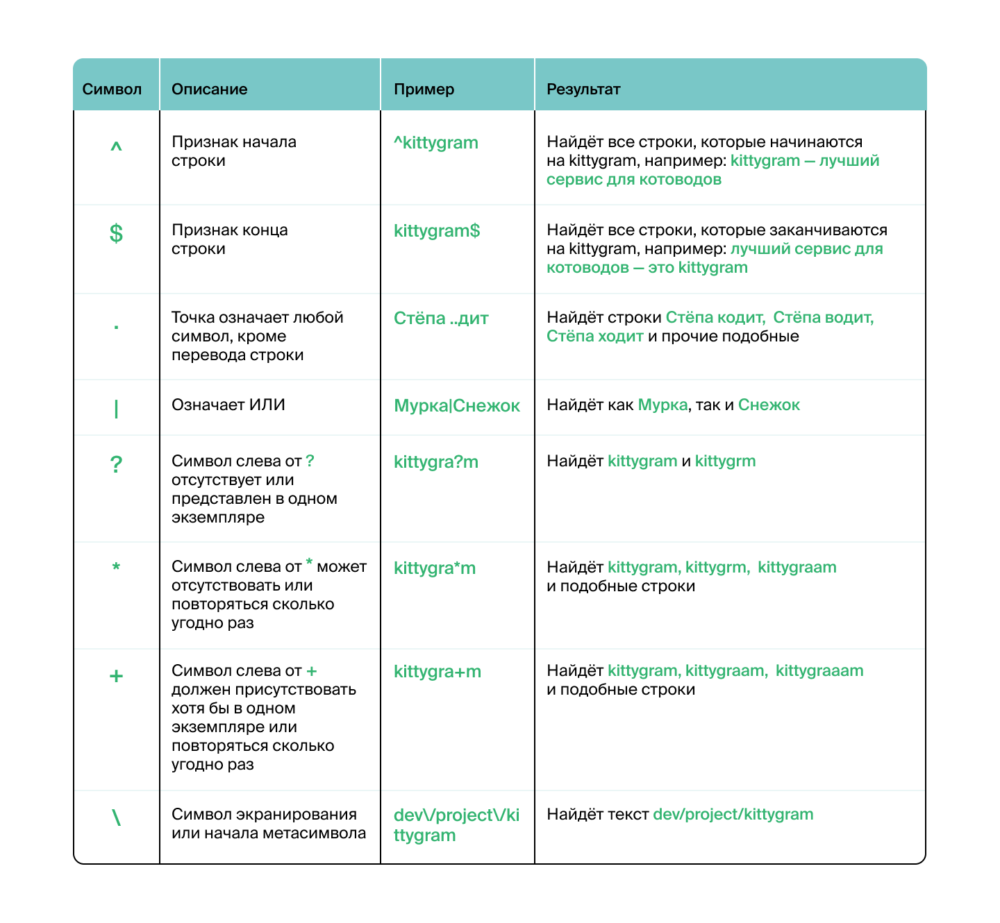 Символ Описание Пример Результат
^ Признак начала ^kittygram Найдёт все строки, которые начинаются
строки на kittygram, например: kittygram — лучший
сервис для котоводов
$ Признак конца kittygram$ Найдёт все строки, которые заканчиваются
строки на kittygram, например: лучший сервис для
котоводов — это kittygram
. Точка означает любой Стёпа ..дит Найдёт строки Стёпа кодит, Стёпа водит,
символ, кроме Стёпа ходит и прочие подобные
перевода строки
| Означает ИЛИ Мурка|Снежок Найдёт как Мурка, так и Снежок
? Символ слева от ? kittygra?m Найдёт kittygram и kittygrm
отсутствует или
представлен в одном
экземпляре
* Символ слева от * может kittygra*m Найдёт kittygram, kittygrm, kittygraam
отсутствовать или и подобные строки
повторяться сколько
угодно раз
+ Символ слева от + kittygra+m Найдёт kittygram, kittygraam, kittygraaam
должен присутствовать и подобные строки
хотя бы в одном
экземпляре или
повторяться сколько
угодно раз
\ Символ экранирования dev\/project\/ki Найдёт текст dev/project/kittygram
или начала метасимвола ttygram